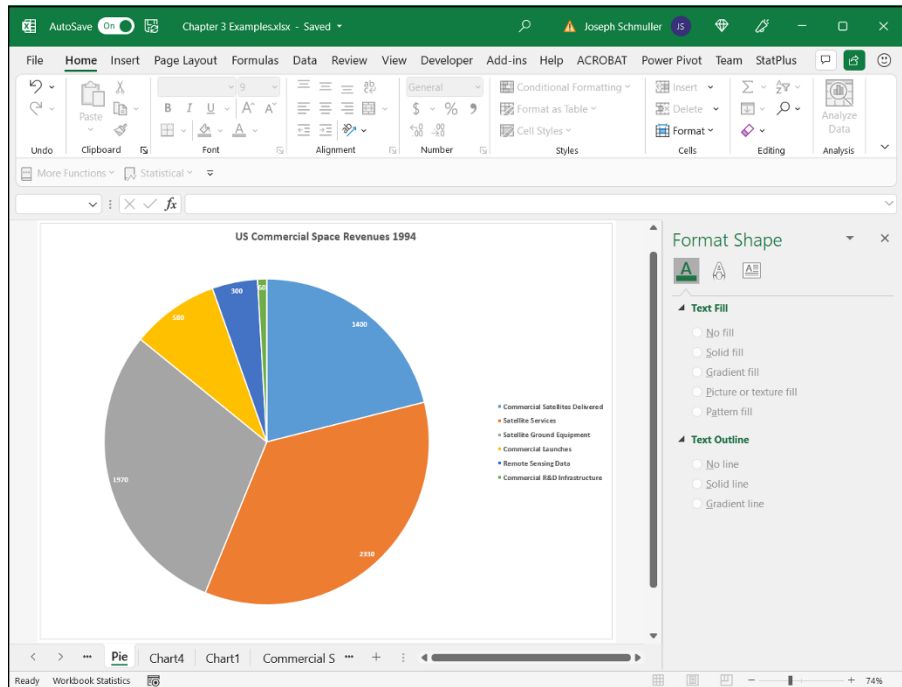 AutoSave On Chapter 3 Examples.xlsx - Saved Joseph Schmuller JS
File Home Insert Page Layout Formulas Data Review View Developer Add-ins Help ACROBAT Power Pivot Team StatPlus
Paste
9
B I U A A
A
ab
General
$ % 9
Conditional Formatting
Format as Table
Cell Styles
Insert
Delete
Format
Analyze
Data
Undo Clipboard Font Alignment Number Styles Cells Editing Analysis
More Functions Statistical
fx
US Commercial Space Revenues 1994
300
1400
1970
2330
Commercial Satellites Delivered
Satellite Services
Satellite Ground Equipment
Commercial Launches
Remote Sensing Data
Commercial R&D Infrastructure
Format Shape
A A A
Text Fill
No fill
Solid fill
Gradient fill
Picture or texture fill
Pattern fill
Text Outline
No line
Solid line
Gradient line
Pie Chart4 Chart1 Commercial S ...
Ready Workbook Statistics 74%